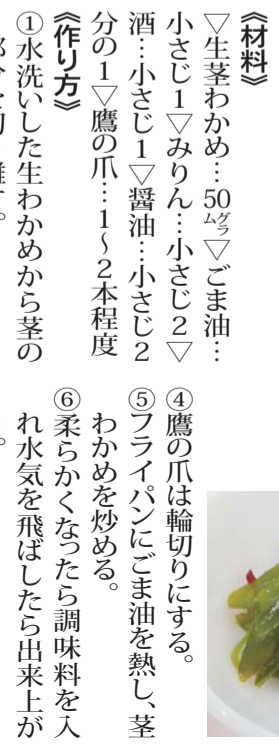 《材料》
▽生茎わかめ…50㌘▽ごま油…
小さじ1▽みりん…小さじ2▽
酒…小さじ1▽醤油…小さじ2
分の1▽鷹の爪…1〜2本程度
《作り方》
①水洗いした生わかめから茎の
④鷹の爪は輪切りにする。
⑤フライパンにごま油を熱し、茎
わかめを炒める。
⑥柔らかくなったら調味料を入
れ水気を飛ばしたら出来上が